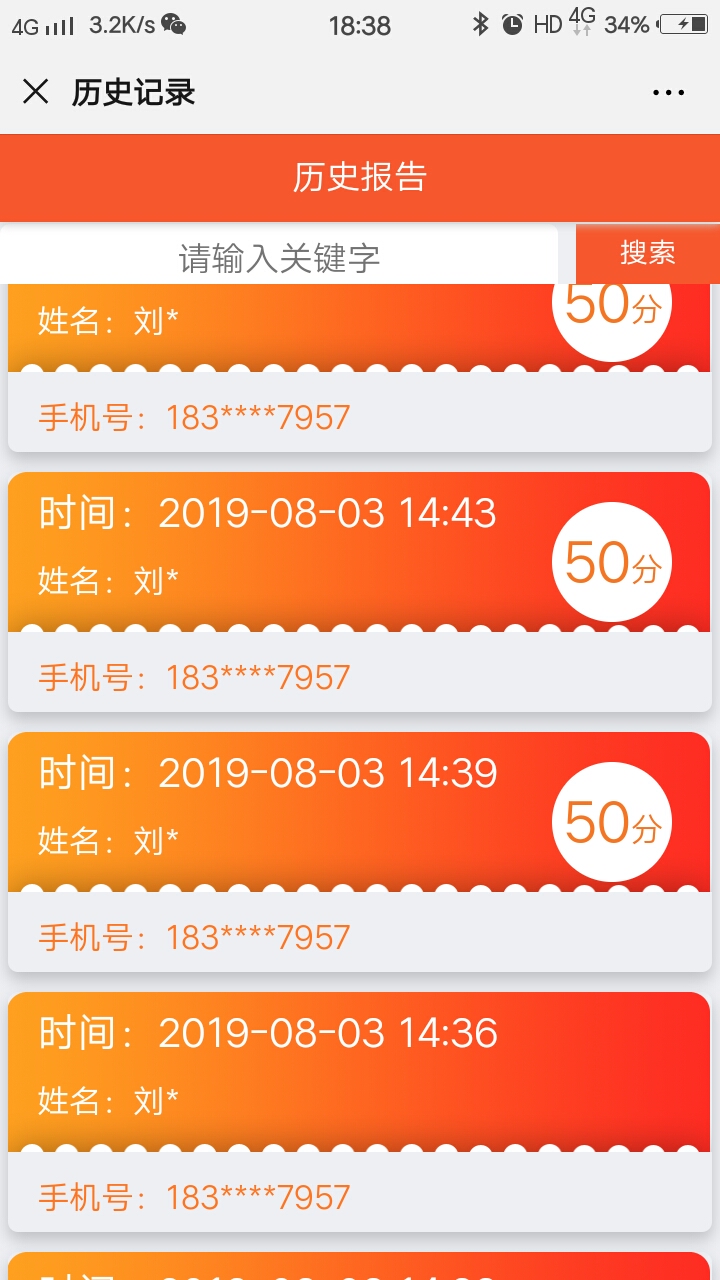 4G 3.2K/s 18:38 HD 4G 34%
历史记录
历史报告
请输入关键字 搜索
姓名：刘* 50分
手机号：183****7957
时间：2019-08-03 14:43
50分
姓名：刘*
手机号：183****7957
时间：2019-08-03 14:39
50分
姓名：刘*
手机号：183****7957
时间：2019-08-03 14:36
姓名：刘*
手机号：183****7957